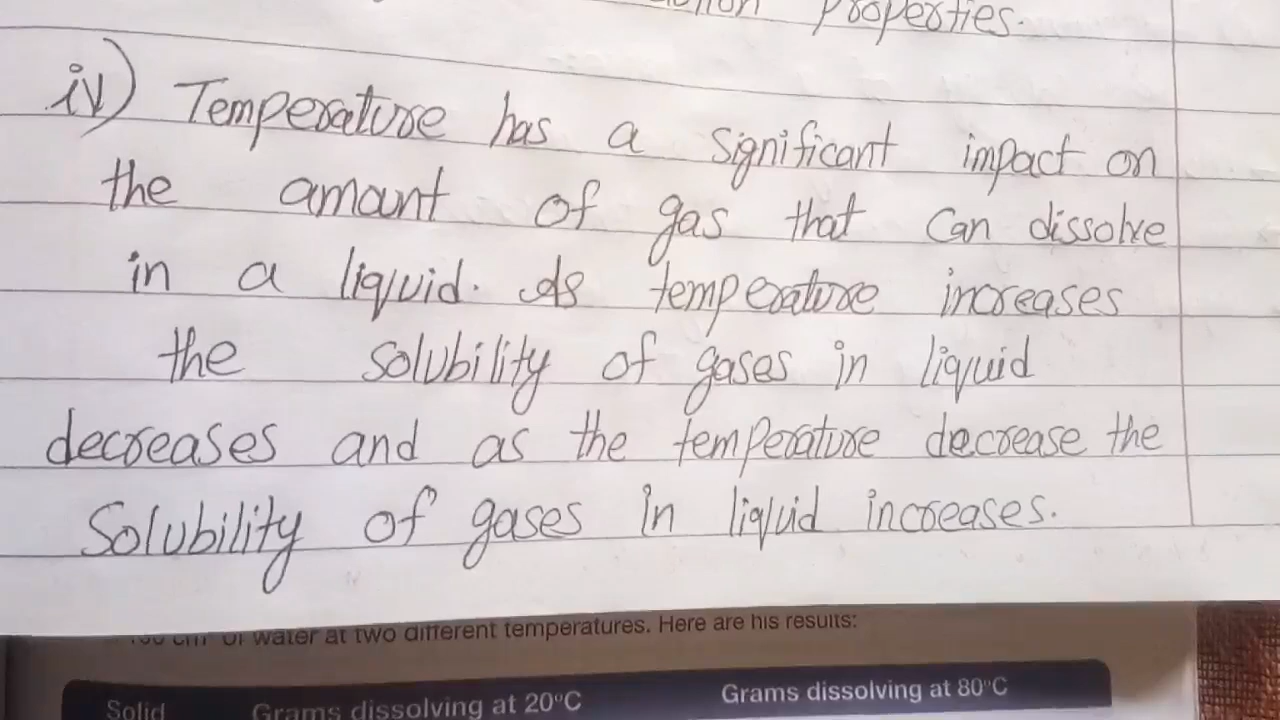 Properties.
iv) Temperature has a significant impact on
the amount of gas that can dissolve
in a liquid. As temperature increases
the solubility of gases in liquid
decreases and as the temperature decrease the
Solubility of gases in liquid increases.
of water at two different temperatures. Here are his results:
Solid Grams dissolving at 20°C Grams dissolving at 80°C